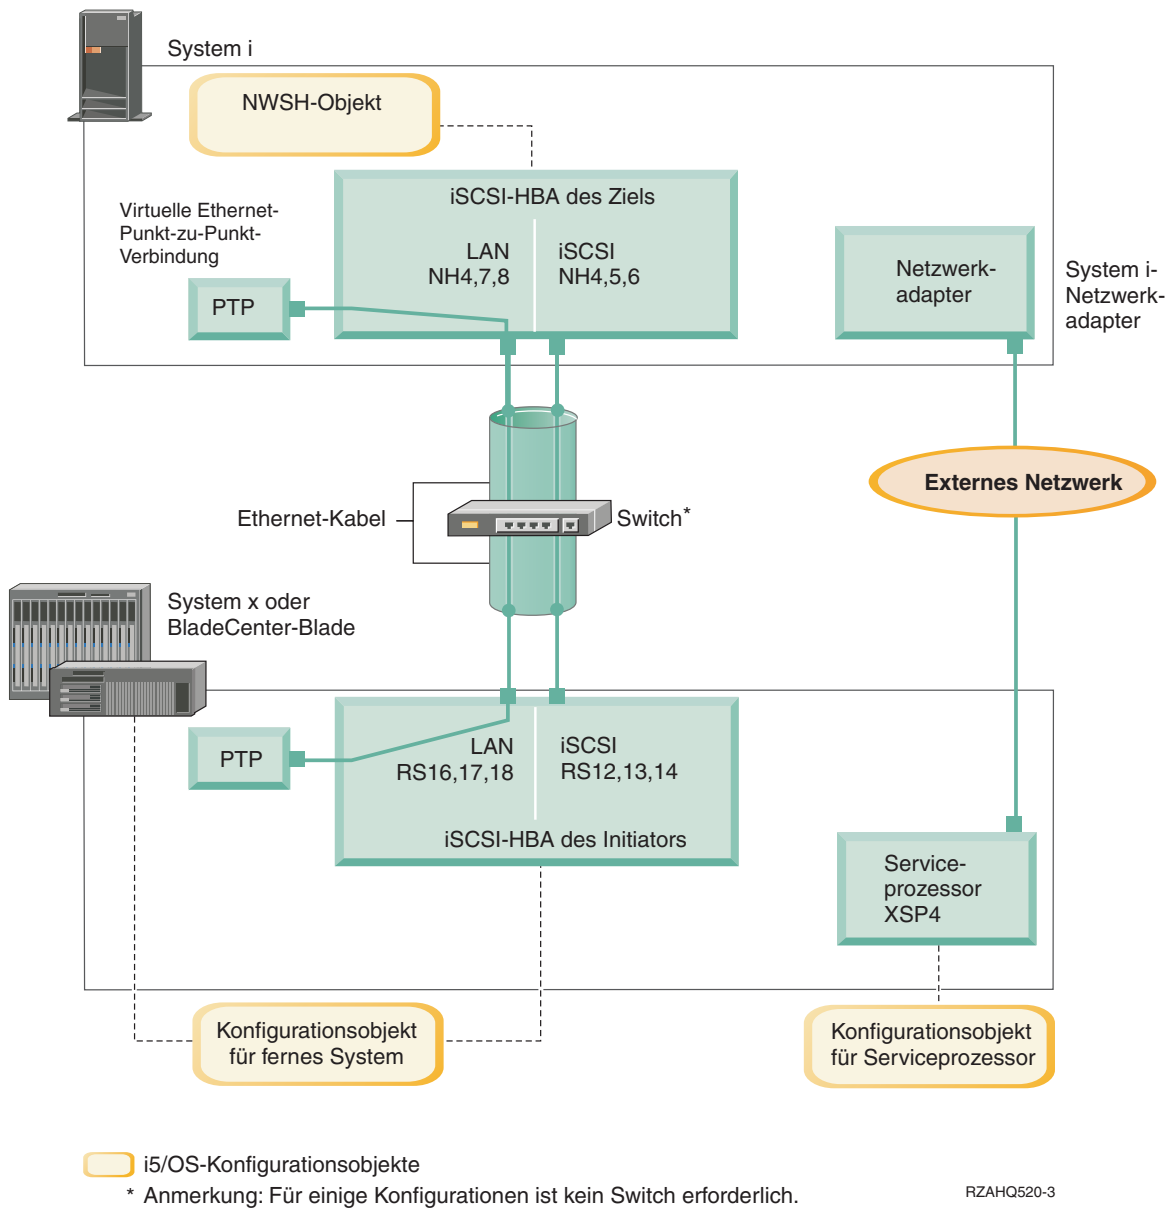 System i
NWSH-Objekt
iSCSI-HBA des Ziels
Virtuelle Ethernet-
Punkt-zu-Punkt-
Verbindung
LAN
NH4,7,8
iSCSI
NH4,5,6
PTP
Netzwerk-
adapter
System i-
Netzwerk-
adapter
Externes Netzwerk
Ethernet-Kabel
Switch*
System x oder
BladeCenter-Blade
PTP
LAN
RS16,17,18
iSCSI
RS12,13,14
iSCSI-HBA des Initiators
Service-
prozessor
XSP4
Konfigurationsobjekt
für fernes System
Konfigurationsobjekt
für Serviceprozessor
i5/OS-Konfigurationsobjekte
* Anmerkung: Für einige Konfigurationen ist kein Switch erforderlich.
RZAHQ520-3